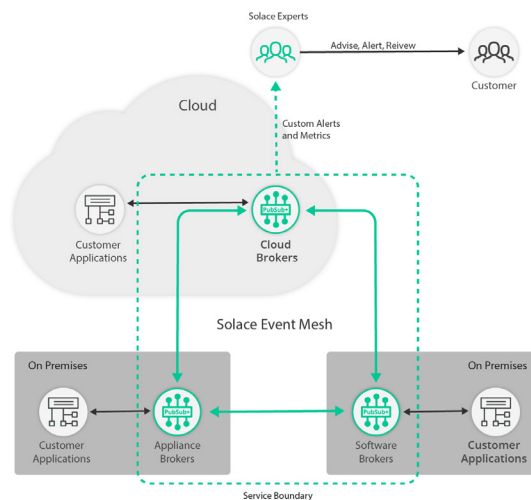 Solace Experts
Advise, Alert, Reivew
Customer
Cloud
Custom Alerts
and Metrics
PubSub+
Customer
Applications
Cloud
Brokers
Solace Event Mesh
On Premises
On Premises
PubSub+
PubSub+
Customer
Applications
Appliance
Brokers
Software
Brokers
Customer
Applications
Service Boundary